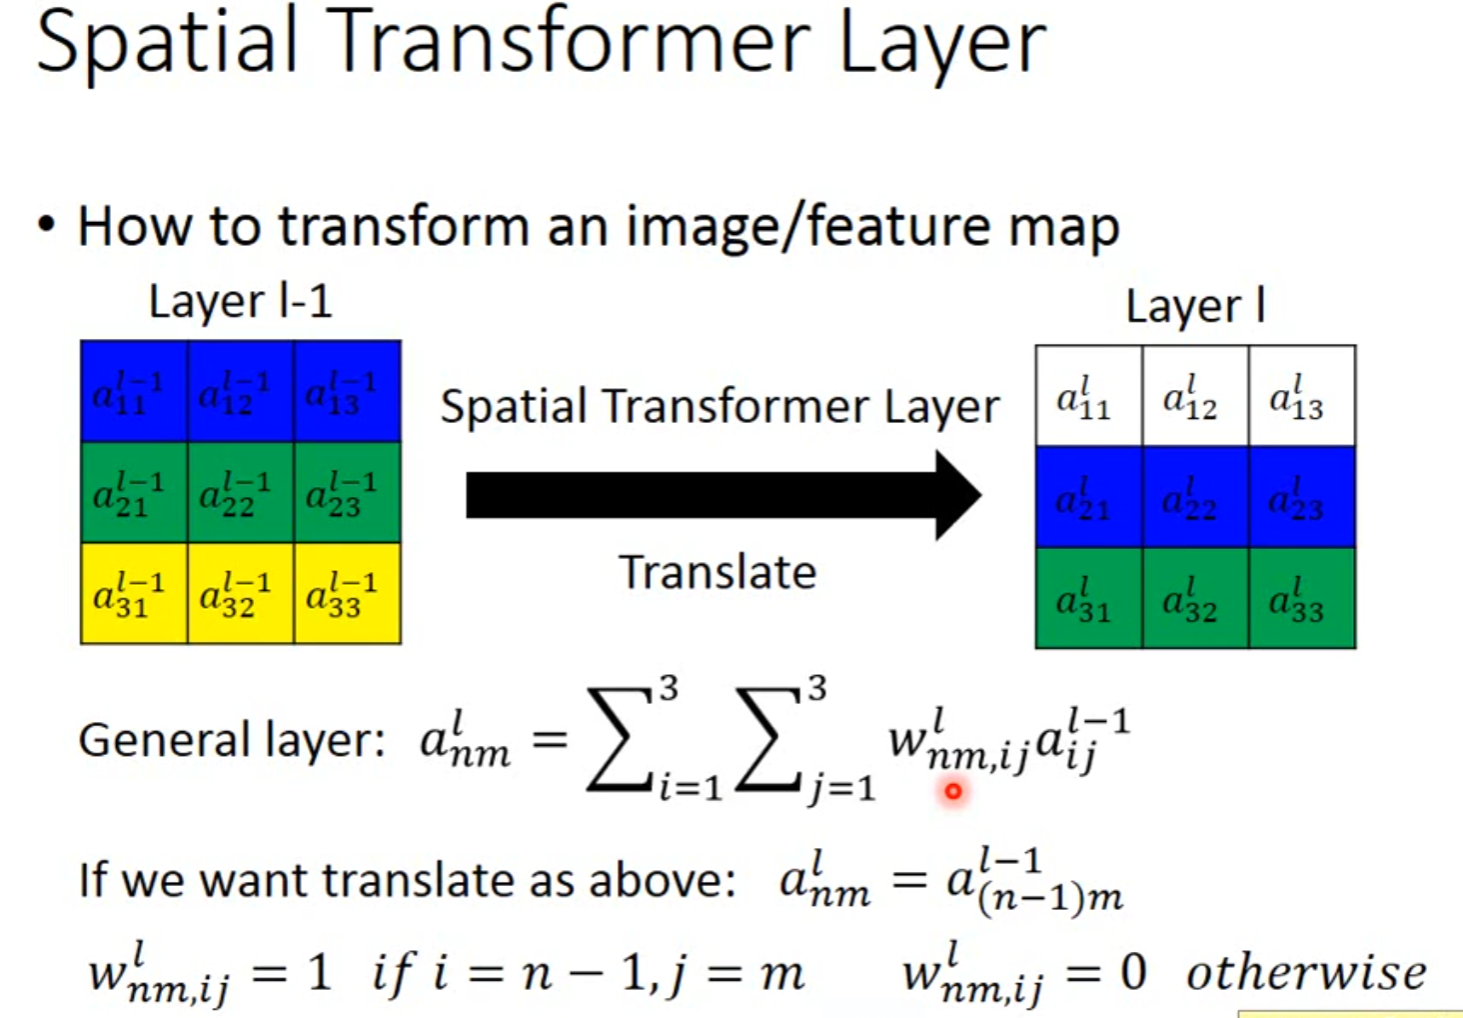 Spatial Transformer Layer
• How to transform an image/feature map
Layer l-1
Layer l
a_{11}^{l-1} a_{12}^{l-1} a_{13}^{l-1}
a_{21}^{l-1} a_{22}^{l-1} a_{23}^{l-1}
a_{31}^{l-1} a_{32}^{l-1} a_{33}^{l-1}
Spatial Transformer Layer
Translate
a_{11}^{l} a_{12}^{l} a_{13}^{l}
a_{21}^{l} a_{22}^{l} a_{23}^{l}
a_{31}^{l} a_{32}^{l} a_{33}^{l}
General layer: a_{nm}^{l} = \sum_{i=1}^{3} \sum_{j=1}^{3} w_{nm,ij}^{l} a_{ij}^{l-1}
If we want translate as above: a_{nm}^{l} = a_{(n-1)m}^{l-1}
w_{nm,ij}^{l} = 1 if i = n − 1, j = m w_{nm,ij}^{l} = 0 otherwise